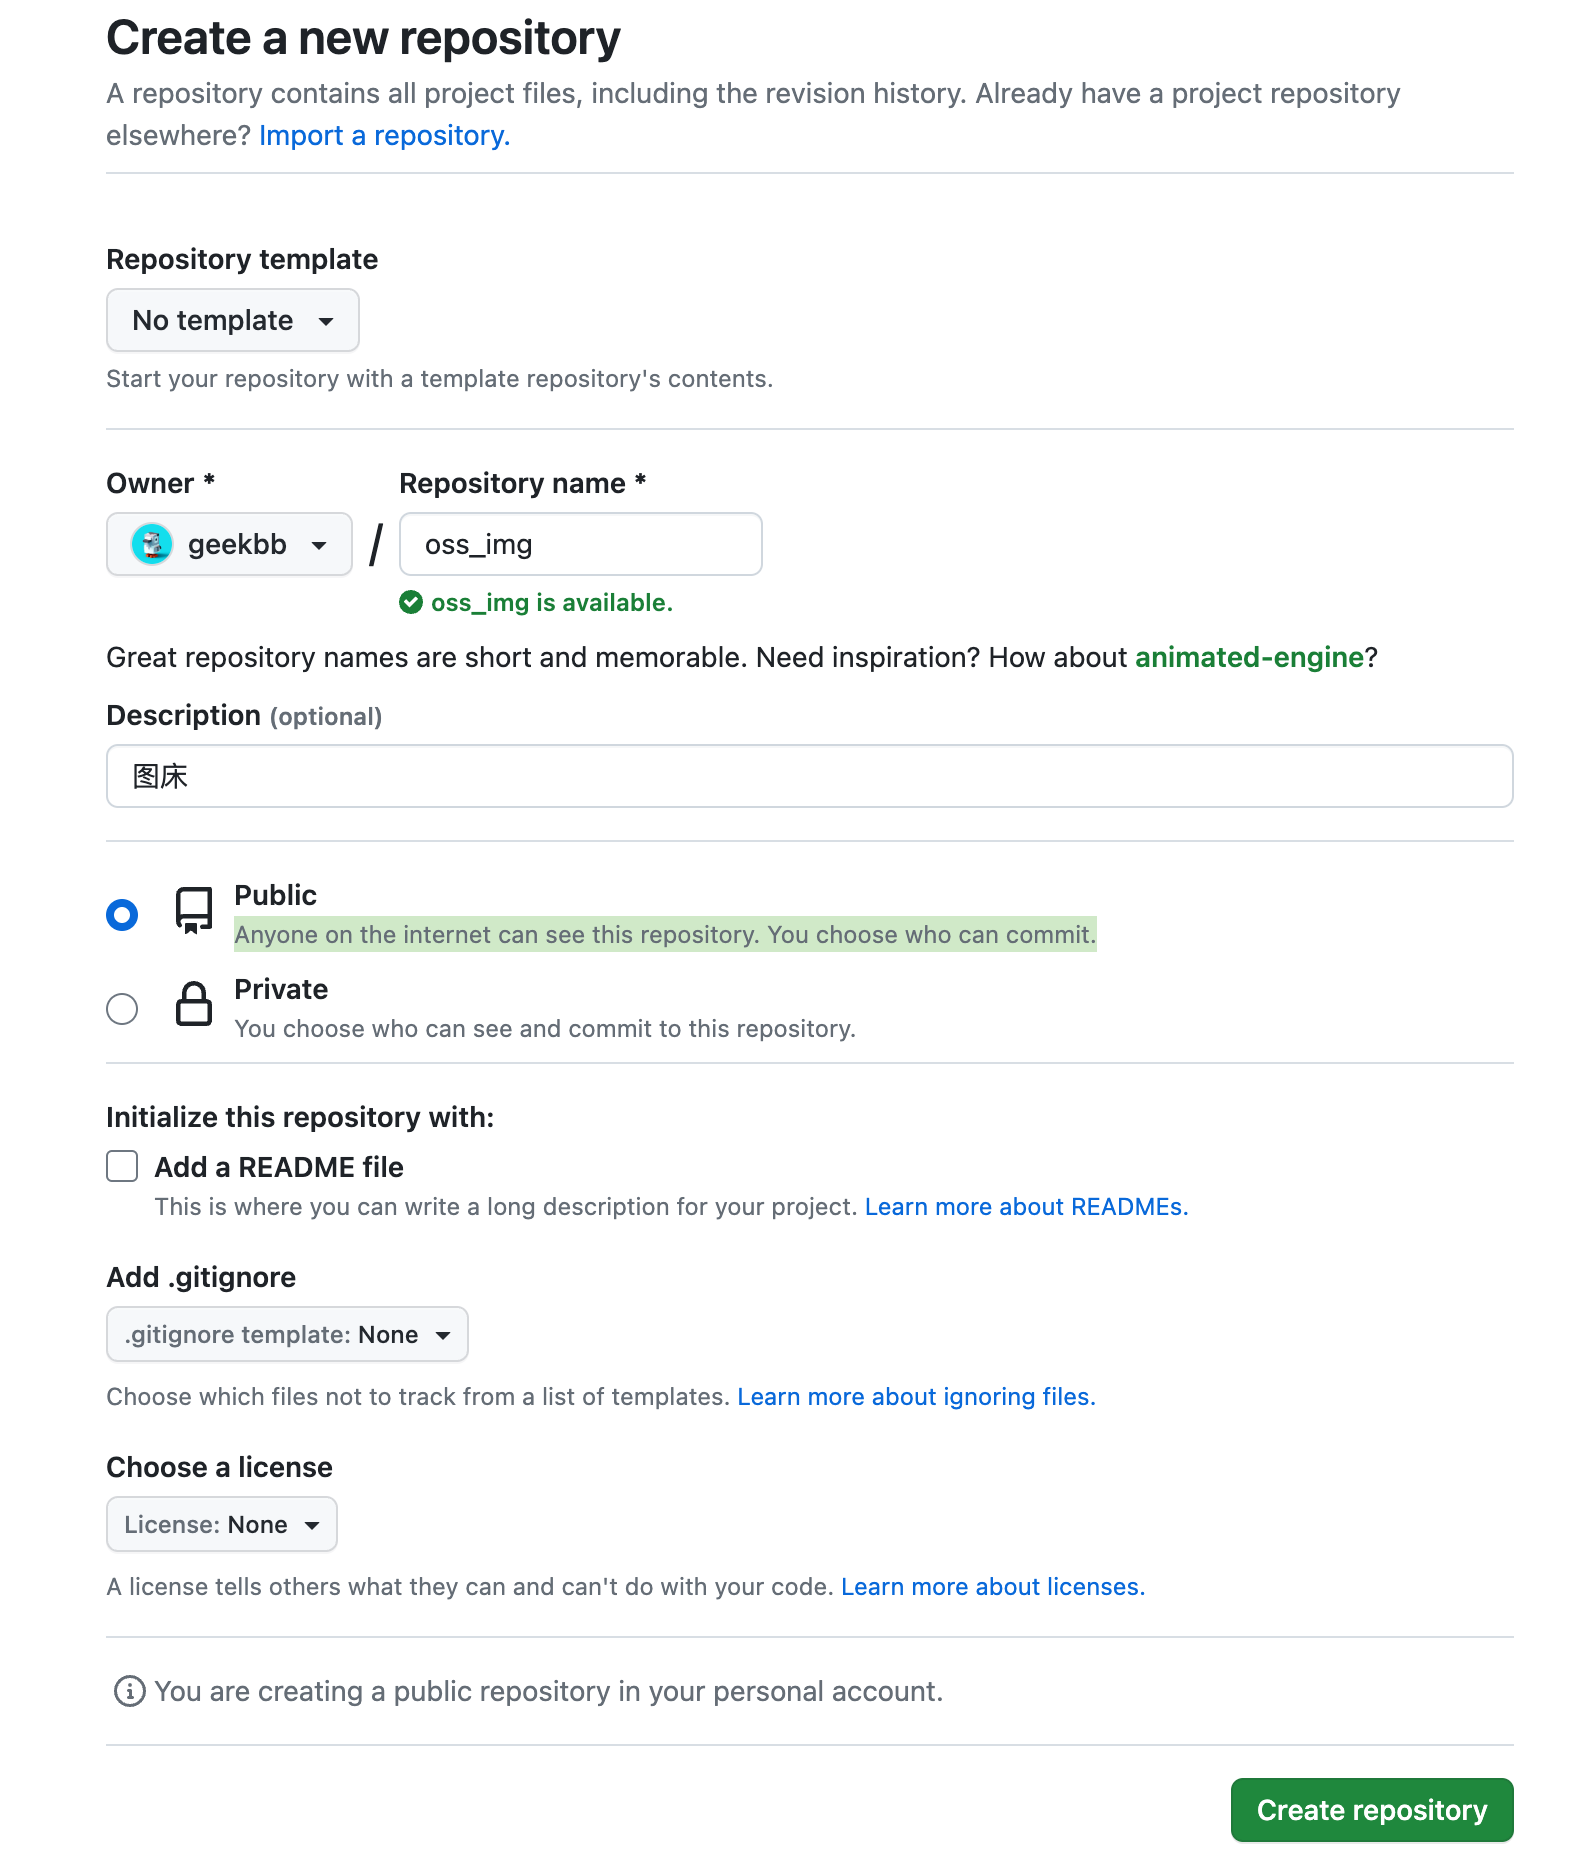 Create a new repository
A repository contains all project files, including the revision history. Already have a project repository
elsewhere? Import a repository.
Repository template
No template
Start your repository with a template repository's contents.
Owner *
Repository name *
geekbb
/
oss_img
oss_img is available.
Great repository names are short and memorable. Need inspiration? How about animated-engine?
Description (optional)
图床
Public
Anyone on the internet can see this repository. You choose who can commit.
Private
You choose who can see and commit to this repository.
Initialize this repository with:
Add a README file
This is where you can write a long description for your project. Learn more about READMEs.
Add .gitignore
.gitignore template: None
Choose which files not to track from a list of templates. Learn more about ignoring files.
Choose a license
License: None
A license tells others what they can and can't do with your code. Learn more about licenses.
You are creating a public repository in your personal account.
Create repository